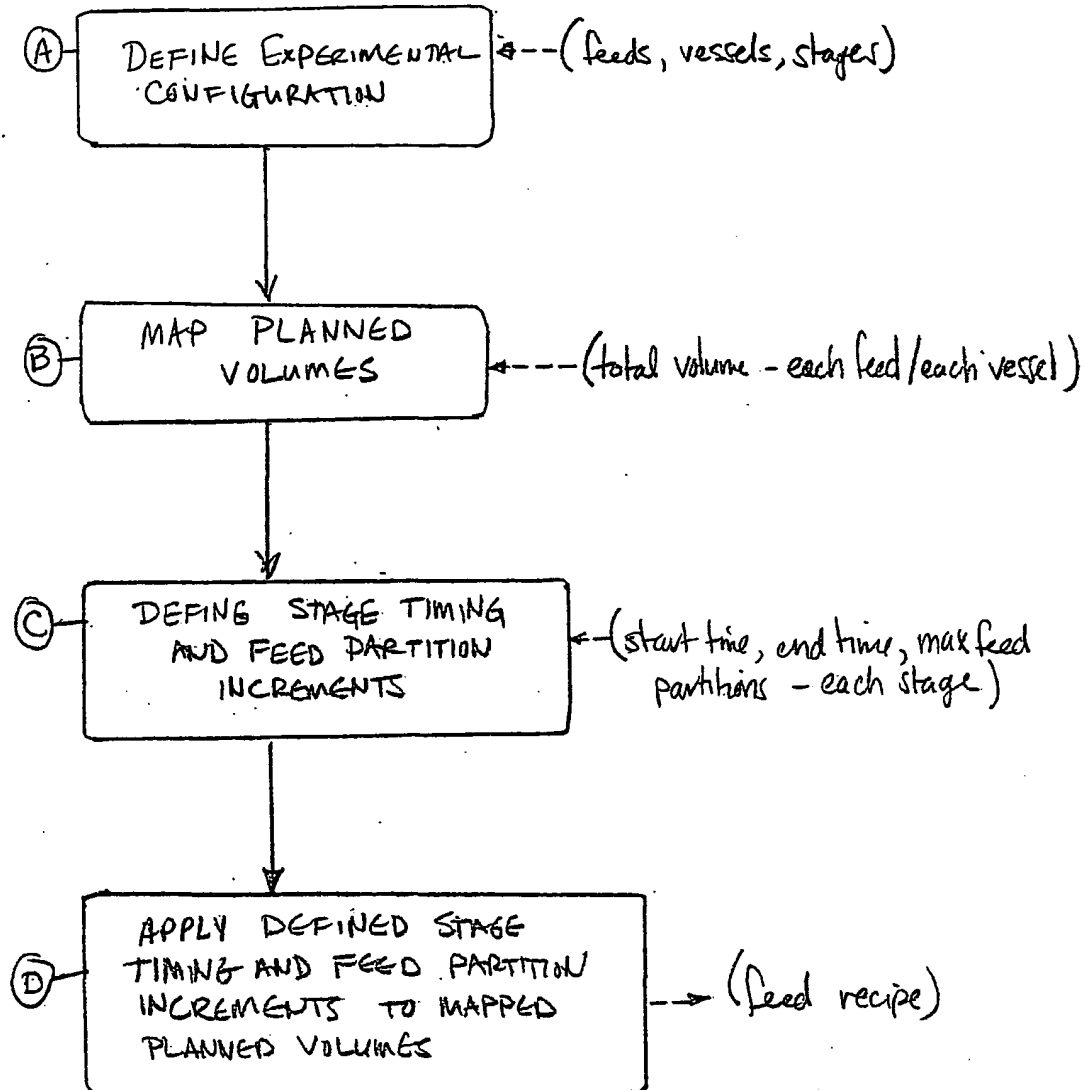 A
DEFINE EXPERIMENTAL
CONFIGURATION
(feeds, vessels, stages)
B
MAP PLANNED
VOLUMES
(total volume - each feed/each vessel)
C
DEFINE STAGE TIMING
AND FEED PARTITION
INCREMENTS
(start time, end time, max feed
partitions - each stage)
D
APPLY DEFINED STAGE
TIMING AND FEED PARTITION
INCREMENTS TO MAPPED
PLANNED VOLUMES
(feed recipe)